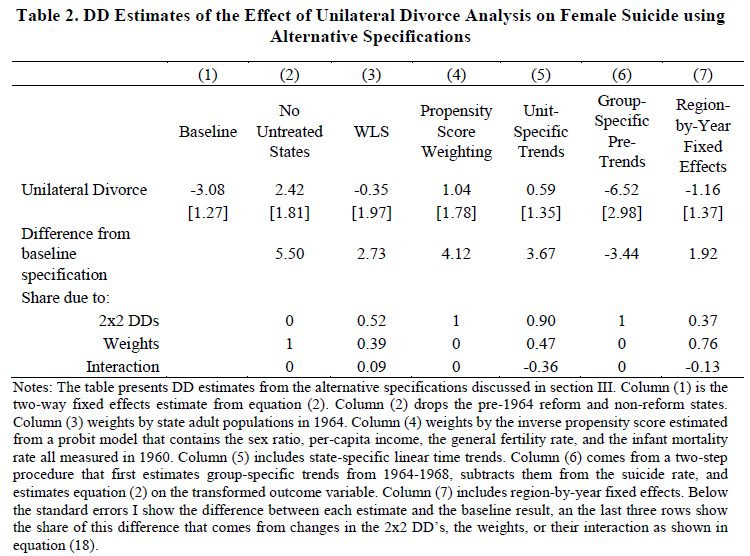 Table 2. DD Estimates of the Effect of Unilateral Divorce Analysis on Female Suicide using
Alternative Specifications
(1) (2) (3) (4) (5) (6) (7)
Baseline No Untreated States WLS Propensity Score Weighting Unit-Specific Trends Group-Specific Pre-Trends Region-by-Year Fixed Effects
Unilateral Divorce -3.08 2.42 -0.35 1.04 0.59 -6.52 -1.16
[1.27] [1.81] [1.97] [1.78] [1.35] [2.98] [1.37]
Difference from
baseline 5.50 2.73 4.12 3.67 -3.44 1.92
specification
Share due to:
2x2 DDs 0 0.52 1 0.90 1 0.37
Weights 1 0.39 0 0.47 0 0.76
Interaction 0 0.09 0 -0.36 0 -0.13
Notes: The table presents DD estimates from the alternative specifications discussed in section III. Column (1) is the
two-way fixed effects estimate from equation (2). Column (2) drops the pre-1964 reform and non-reform states.
Column (3) weights by state adult populations in 1964. Column (4) weights by the inverse propensity score estimated
from a probit model that contains the sex ratio, per-capita income, the general fertility rate, and the infant mortality
rate all measured in 1960. Column (5) includes state-specific linear time trends. Column (6) comes from a two-step
procedure that first estimates group-specific trends from 1964-1968, subtracts them from the suicide rate, and
estimates equation (2) on the transformed outcome variable. Column (7) includes region-by-year fixed effects. Below
the standard errors I show the difference between each estimate and the baseline result, an the last three rows show
the share of this difference that comes from changes in the 2x2 DD's, the weights, or their interaction as shown in
equation (18).